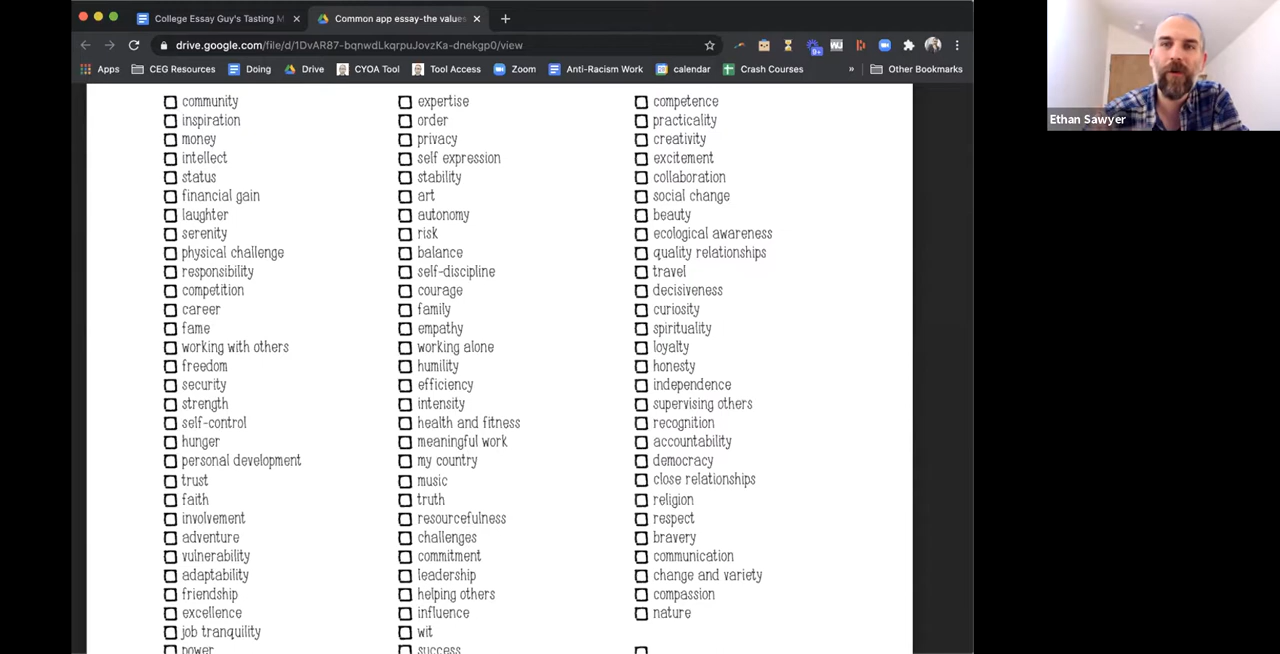 College Essay Guy's Tasting M
Common app essay-the values
drive.google.com/file/d/1DvAR87-bqnwdLkqrpuJovzKa-dnekgp0/view
9+
Apps
CEG Resources
Doing
Drive
CYOA Tool
Tool Access
Zoom
Anti-Racism Work
calendar
Crash Courses
»
Other Bookmarks
community
inspiration
money
intellect
status
financial gain
laughter
serenity
physical challenge
responsibility
competition
career
fame
working with others
freedom
security
strength
self-control
hunger
personal development
trust
faith
involvement
adventure
vulnerability
adaptability
friendship
excellence
job tranquility
power
expertise
order
privacy
self expression
stability
art
autonomy
risk
balance
self-discipline
courage
family
empathy
working alone
humility
efficiency
intensity
health and fitness
meaningful work
my country
music
truth
resourcefulness
challenges
commitment
leadership
helping others
influence
wit
success
competence
practicality
creativity
excitement
collaboration
social change
beauty
ecological awareness
quality relationships
travel
decisiveness
curiosity
spirituality
loyalty
honesty
independence
supervising others
recognition
accountability
democracy
close relationships
religion
respect
bravery
communication
change and variety
compassion
nature
Ethan Sawyer